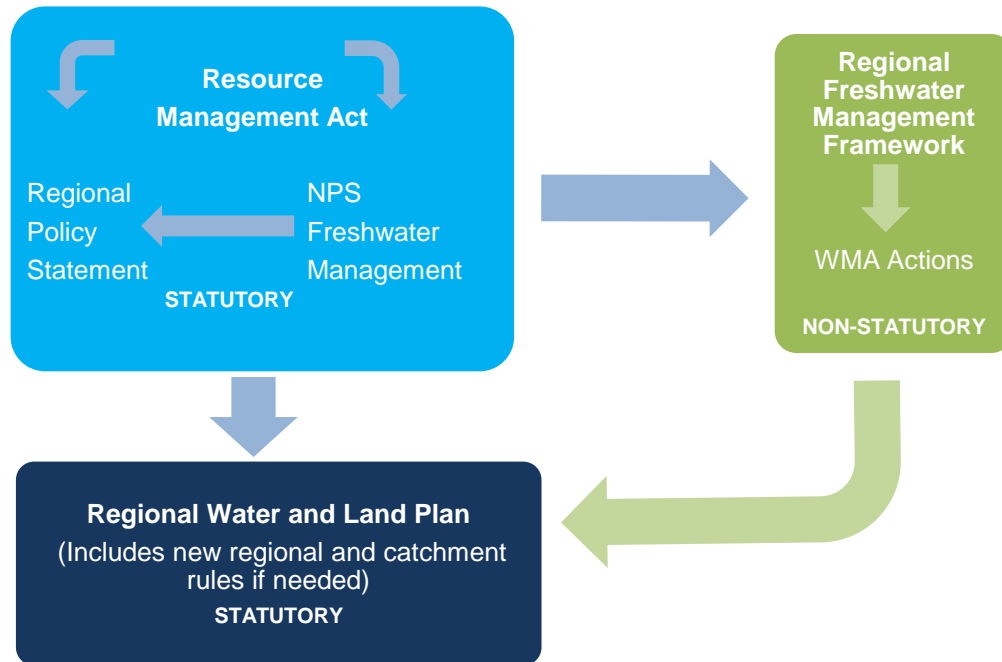 Resource
Management Act
Regional
Policy
Statement
NPS
Freshwater
Management
STATUTORY
Regional
Freshwater
Management
Framework
WMA Actions
NON-STATUTORY
Regional Water and Land Plan
(Includes new regional and catchment
rules if needed)
STATUTORY